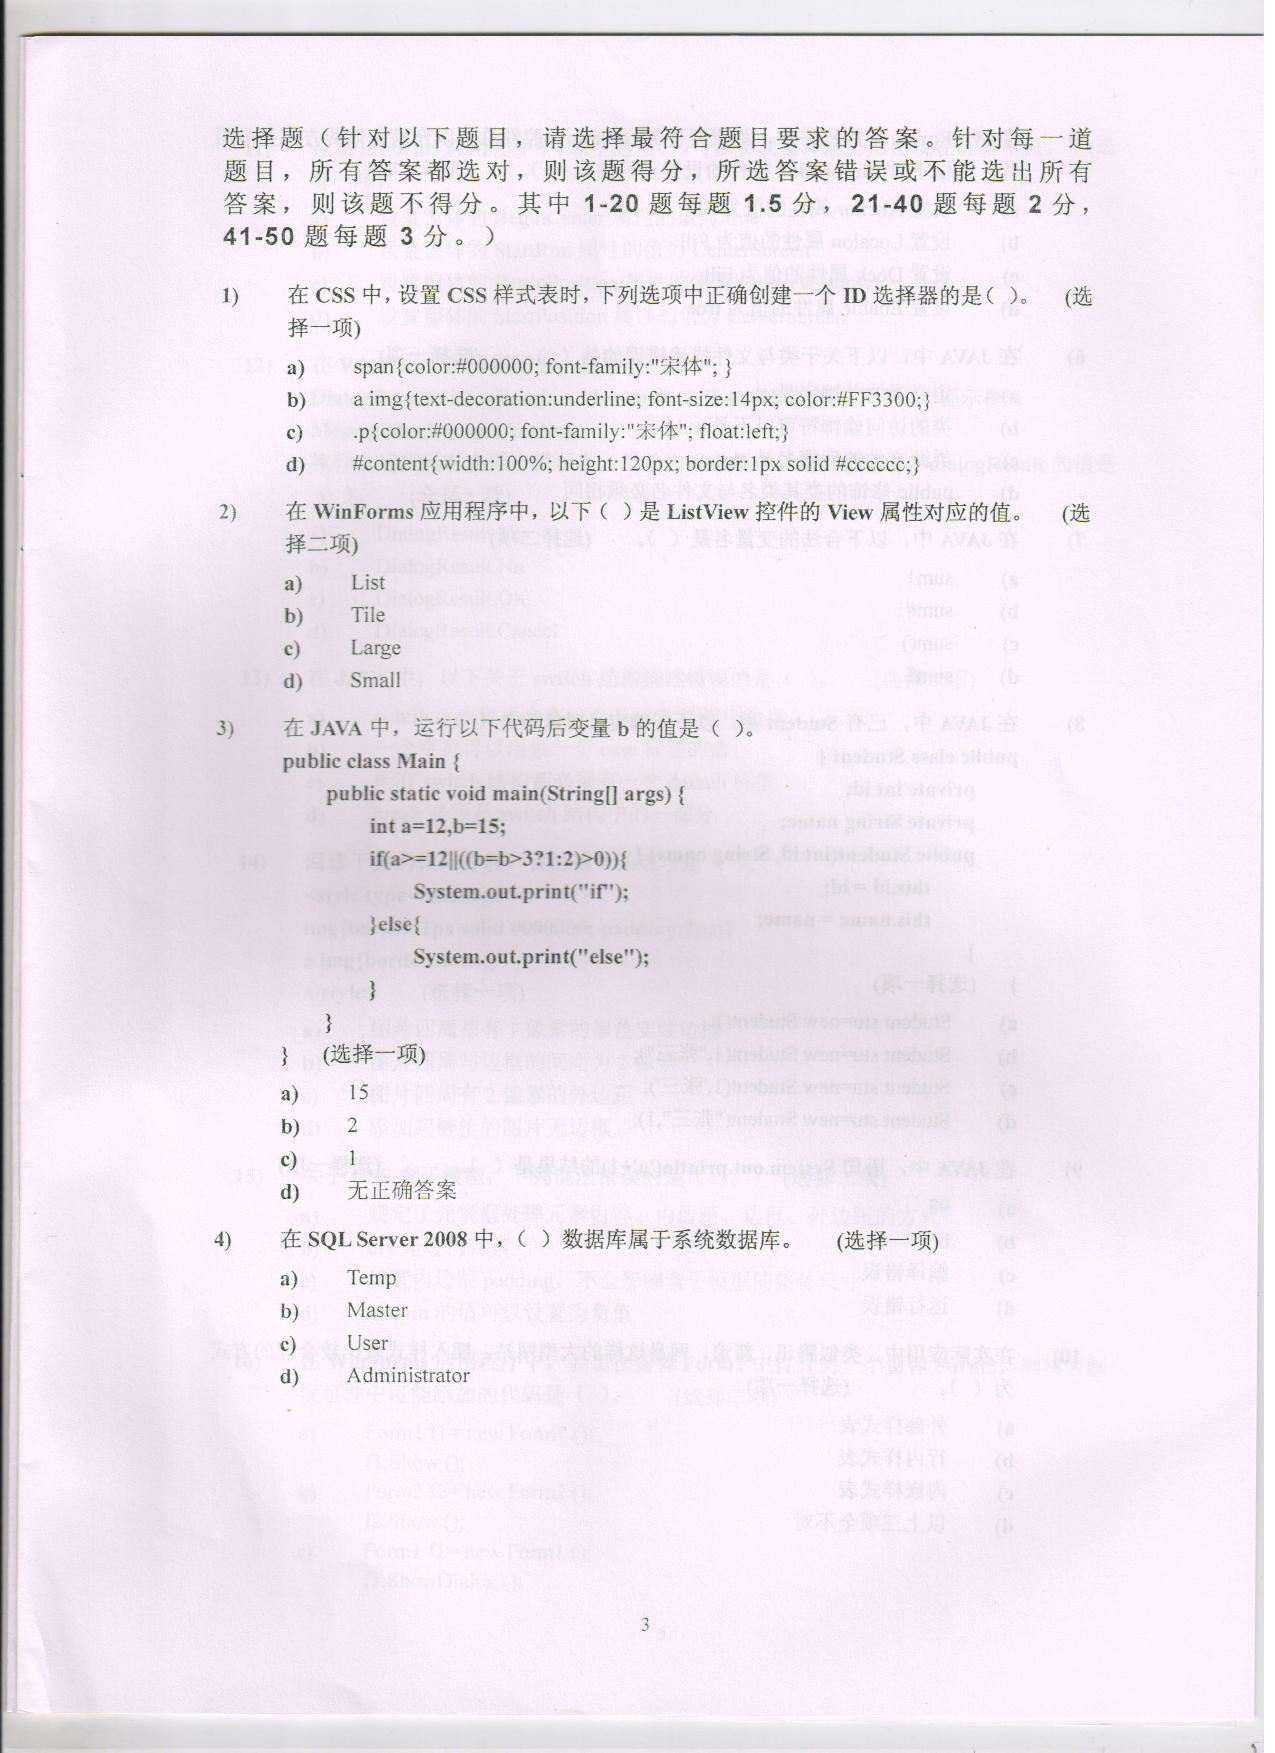 选择题（针对以下题目，请选择最符合题目要求的答案。针对每一道
题目，所有答案都选对，则该题得分，所选答案错误或不能选出所有
答案，则该题不得分。其中 1-20 题每题 1.5 分，21-40 题每题 2 分，
41-50 题每题 3 分。）
1) 在 CSS 中，设置 CSS 样式表时，下列选项中正确创建一个 ID 选择器的是（ ）。 (选
择一项)
a) span{color:#000000; font-family:"宋体"; }
b) a img{text-decoration:underline; font-size:14px; color:#FF3300;}
c) .p{color:#000000; font-family:"宋体"; float:left;}
d) #content{width:100%; height:120px; border:1px solid #cccccc;}
2) 在 WinForms 应用程序中，以下（ ）是 ListView 控件的 View 属性对应的值。 (选
择二项)
a) List
b) Tile
c) Large
d) Small
3) 在 JAVA 中，运行以下代码后变量 b 的值是（ ）。
public class Main {
public static void main(String[] args) {
int a=12,b=15;
if(a>=12||((b=b>3?1:2)>0)){
System.out.print("if");
}else{
System.out.print("else");
}
}
} (选择一项)
a) 15
b) 2
c) 1
d) 无正确答案
4) 在 SQL Server 2008 中，（ ）数据库属于系统数据库。 (选择一项)
a) Temp
b) Master
c) User
d) Administrator
3